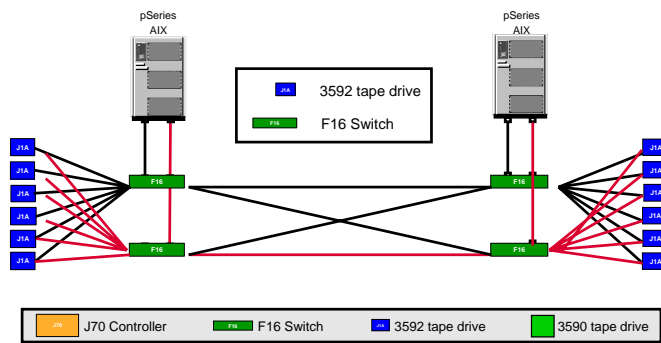 pSeries
AIX
pSeries
AIX
J1A 3592 tape drive
F16 F16 Switch
J1A
J1A
J1A
J1A
J1A
J1A
F16
F16
F16
F16
J1A
J1A
J1A
J1A
J1A
J1A
J70 J70 Controller F16 F16 Switch J1A 3592 tape drive 3590 tape drive